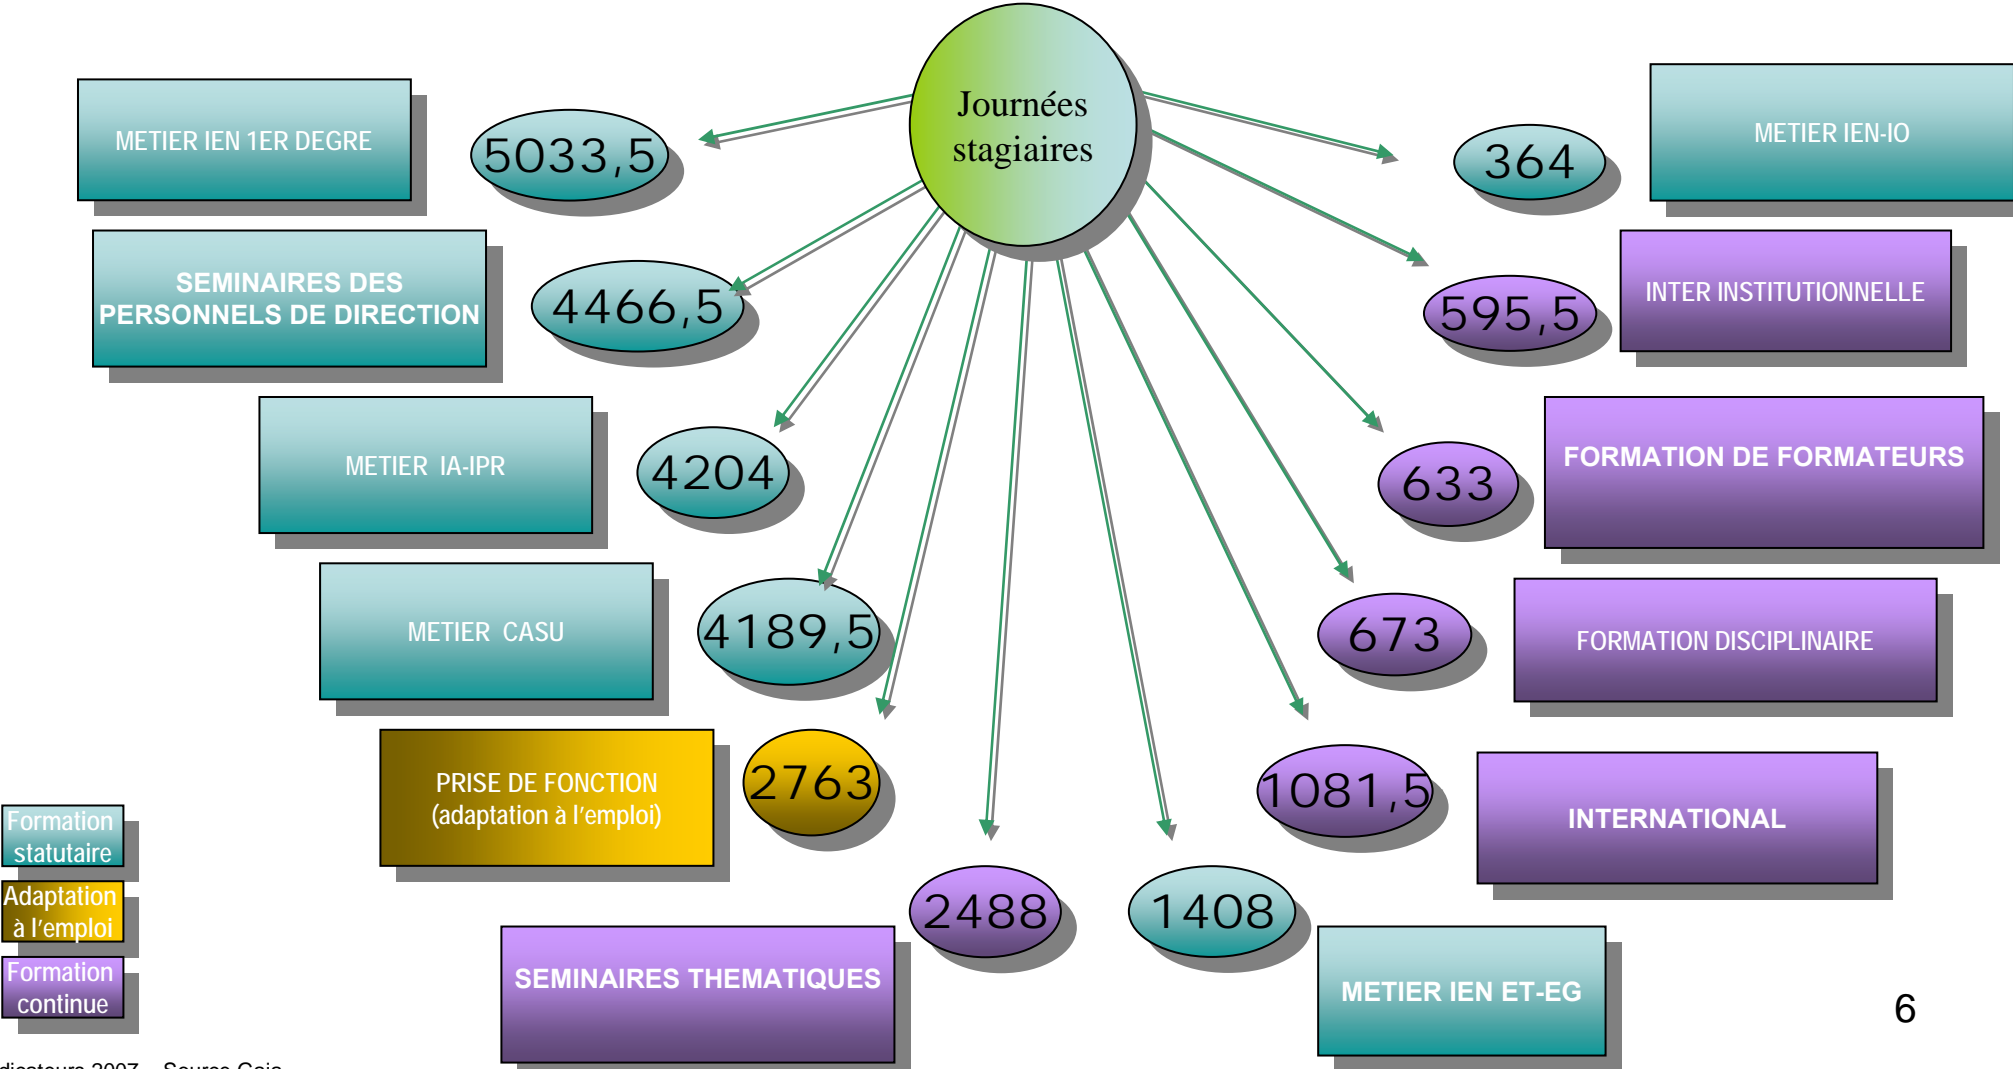 Journées
stagiaires
METIER IEN 1ER DEGRE
5033,5
364
METIER IEN-IO
SEMINAIRES DES
PERSONNELS DE DIRECTION
4466,5
595,5
INTER INSTITUTIONNELLE
METIER IA-IPR
4204
633
FORMATION DE FORMATEURS
METIER CASU
4189,5
673
FORMATION DISCIPLINAIRE
PRISE DE FONCTION
(adaptation à l'emploi)
2763
1081,5
INTERNATIONAL
Formation
statutaire
Adaptation
à l'emploi
Formation
continue
2488
SEMINAIRES THEMATIQUES
1408
METIER IEN ET-EG
6
2007 Source Gaia